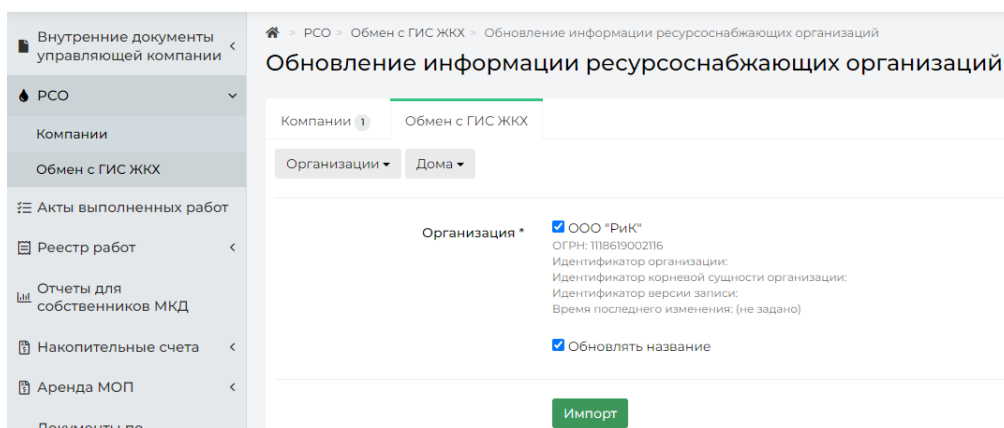 Внутренние документы
управляющей компании
РСО
Компании
Обмен с ГИС ЖКХ
Акты выполненных работ
Реестр работ
Отчеты для
собственников МКД
Накопительные счета
Аренда МОП
Документы по
> РСО > Обмен с ГИС ЖКХ > Обновление информации ресурсоснабжающих организаций
Обновление информации ресурсоснабжающих организаций
Компании 1 Обмен с ГИС ЖКХ
Организации Дома
Организация * ООО "РиК"
ОГРН: 1118619002116
Идентификатор организации:
Идентификатор корневой сущности организации:
Идентификатор версии записи:
Время последнего изменения: (не задано)
Обновлять название
Импорт